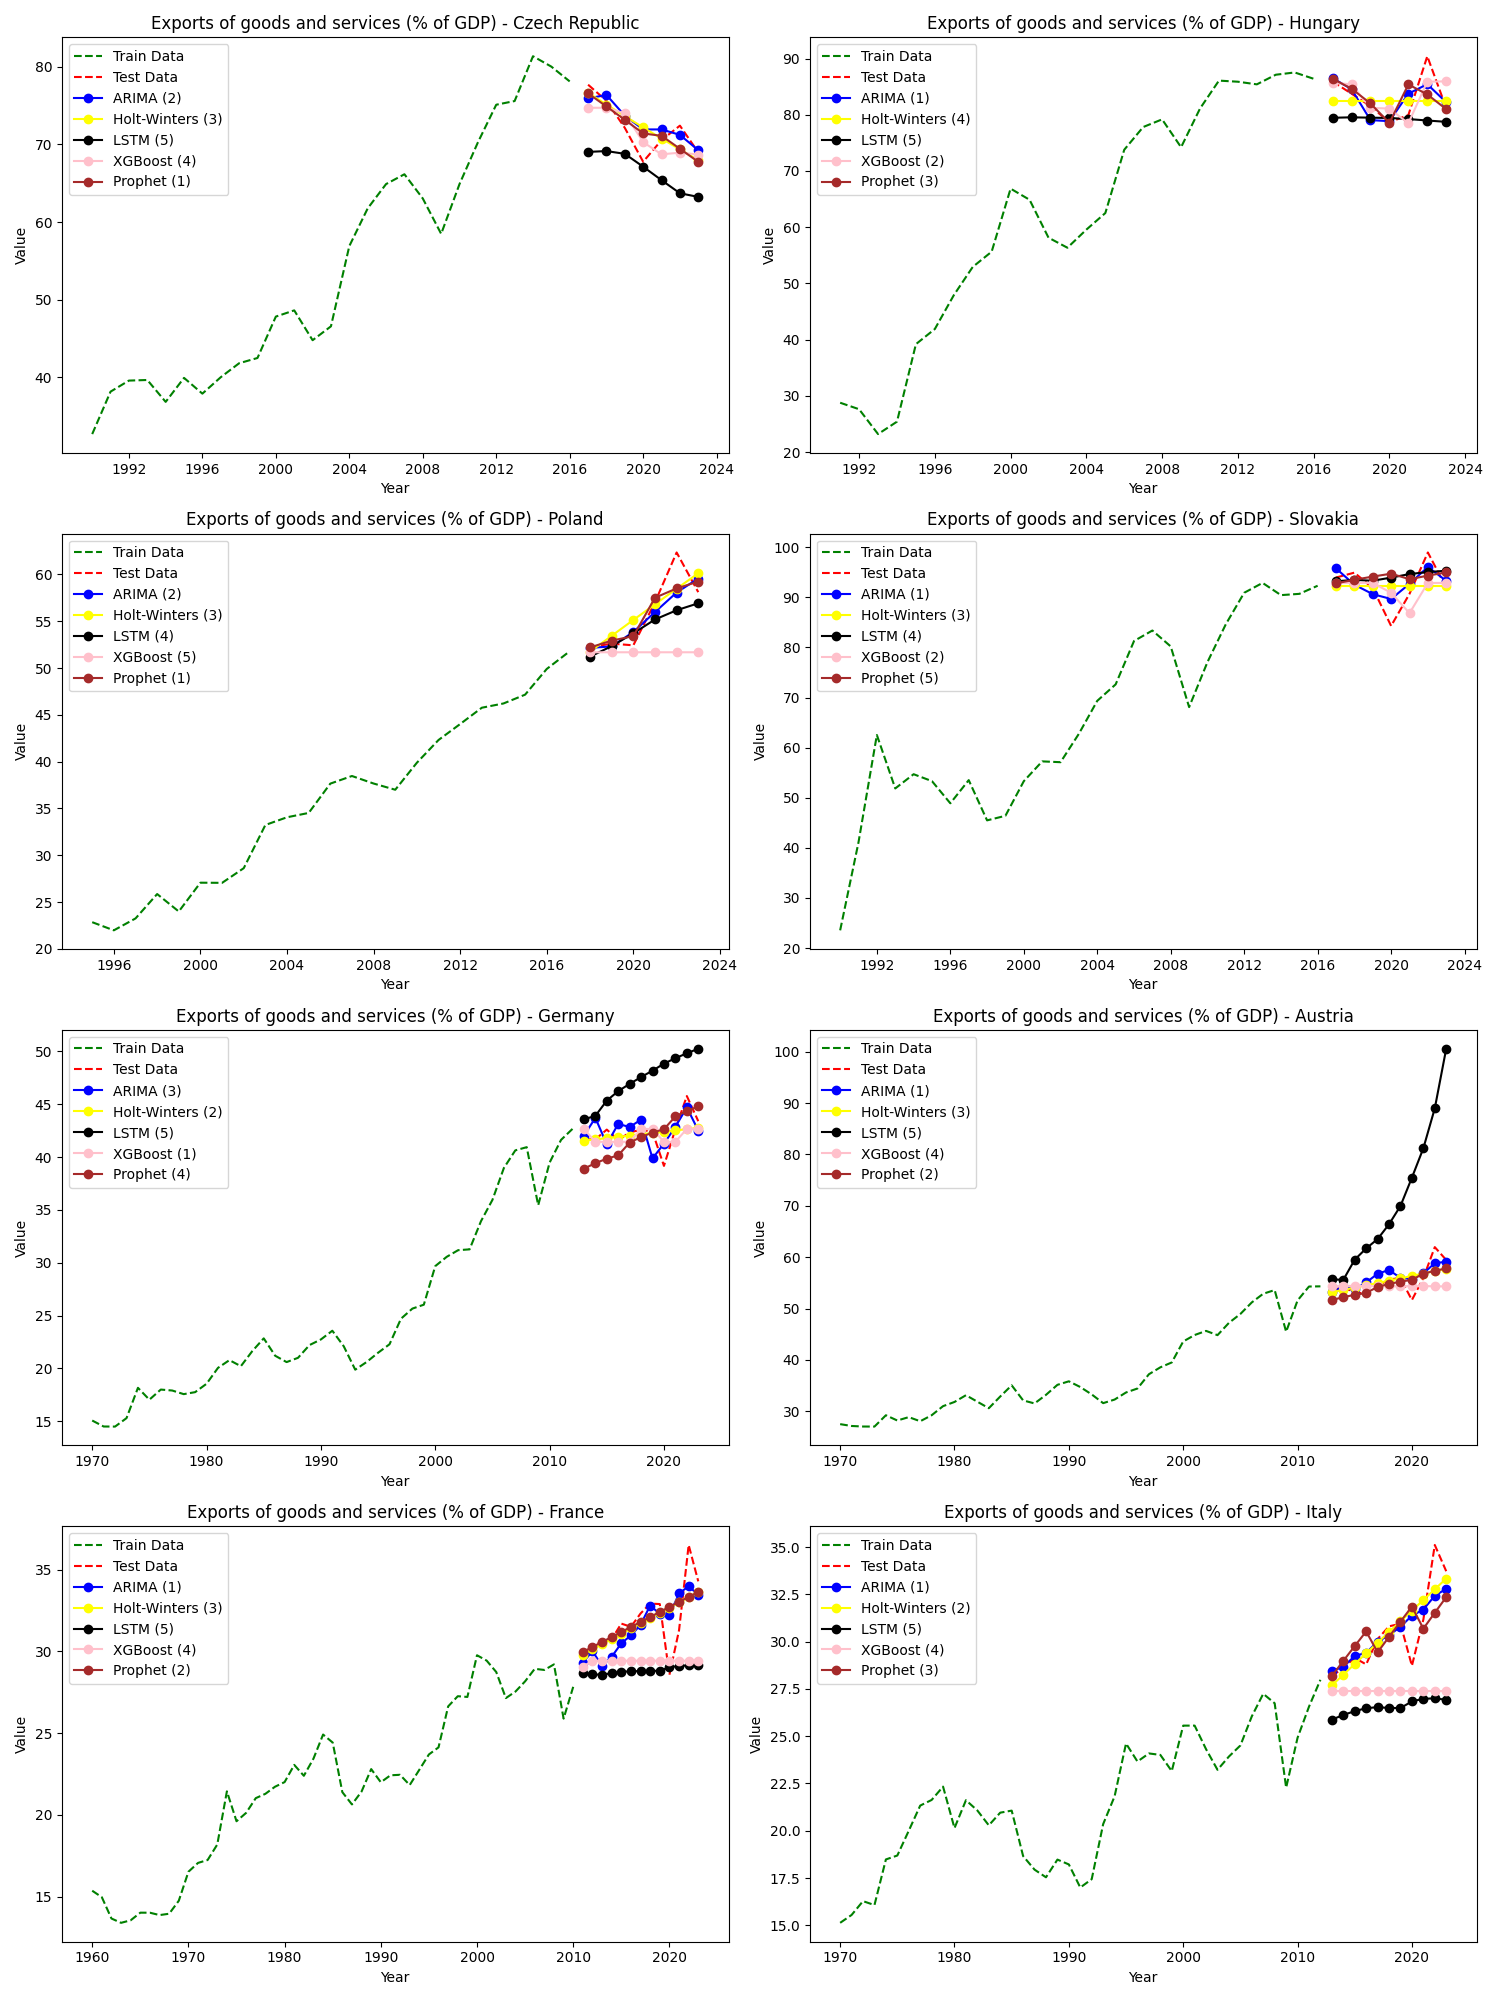 Exports of goods and services (% of GDP) - Czech Republic
Train Data
Test Data
ARIMA (2)
Holt-Winters (3)
LSTM (5)
XGBoost (4)
Prophet (1)
80
70
60
50
40
Value
1992 1996 2000 2004 2008 2012 2016 2020 2024
Year
Exports of goods and services (% of GDP) - Hungary
Train Data
Test Data
ARIMA (1)
Holt-Winters (4)
LSTM (5)
XGBoost (2)
Prophet (3)
90
80
70
60
50
40
30
20
Value
1992 1996 2000 2004 2008 2012 2016 2020 2024
Year
Exports of goods and services (% of GDP) - Poland
Train Data
Test Data
ARIMA (2)
Holt-Winters (3)
LSTM (4)
XGBoost (5)
Prophet (1)
60
55
50
45
40
35
30
25
20
Value
1996 2000 2004 2008 2012 2016 2020 2024
Year
Exports of goods and services (% of GDP) - Slovakia
Train Data
Test Data
ARIMA (1)
Holt-Winters (3)
LSTM (4)
XGBoost (2)
Prophet (5)
100
90
80
70
60
50
40
30
20
Value
1992 1996 2000 2004 2008 2012 2016 2020 2024
Year
Exports of goods and services (% of GDP) - Germany
Train Data
Test Data
ARIMA (3)
Holt-Winters (2)
LSTM (5)
XGBoost (1)
Prophet (4)
50
45
40
35
30
25
20
15
Value
1970 1980 1990 2000 2010 2020
Year
Exports of goods and services (% of GDP) - Austria
Train Data
Test Data
ARIMA (1)
Holt-Winters (3)
LSTM (5)
XGBoost (4)
Prophet (2)
100
90
80
70
60
50
40
30
Value
1970 1980 1990 2000 2010 2020
Year
Exports of goods and services (% of GDP) - France
Train Data
Test Data
ARIMA (1)
Holt-Winters (3)
LSTM (5)
XGBoost (4)
Prophet (2)
35
30
25
20
15
Value
1960 1970 1980 1990 2000 2010 2020
Year
Exports of goods and services (% of GDP) - Italy
Train Data
Test Data
ARIMA (1)
Holt-Winters (2)
LSTM (5)
XGBoost (4)
Prophet (3)
35.0
32.5
30.0
27.5
25.0
22.5
20.0
17.5
15.0
Value
1970 1980 1990 2000 2010 2020
Year